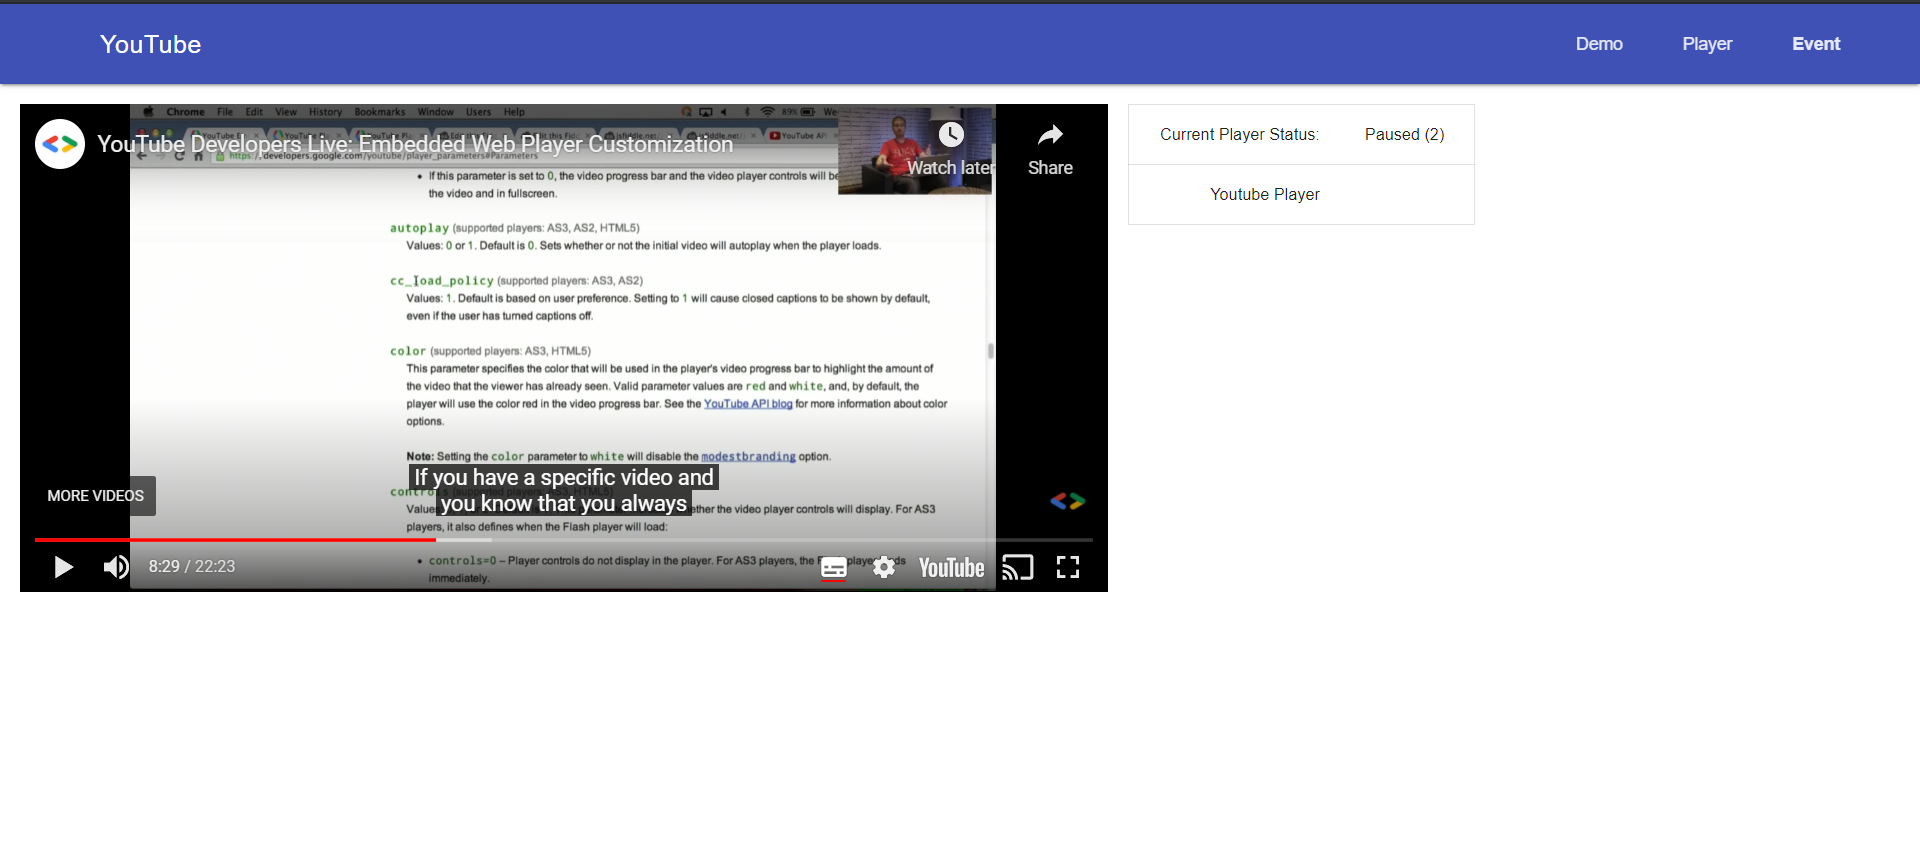 YouTube
Demo
Player
Event
Chrome File Edit View History Bookmarks Window Users Help
89%
YouTube Developers Live: Embedded Web Player Customization
https://developers.google.com/youtube/player_parameters#Parameters
Watch later
Share
If this parameter is set to 0, the video progress bar and the video player controls will be
the video and in fullscreen.
autoplay (supported players: AS3, AS2, HTML5)
Values: 0 or 1. Default is 0. Sets whether or not the initial video will autoplay when the player loads.
cc_load_policy (supported players: AS3, AS2)
Values: 1. Default is based on user preference. Setting to 1 will cause closed captions to be shown by default,
even if the user has turned captions off.
color (supported players: AS3, HTML5)
This parameter specifies the color that will be used in the player's video progress bar to highlight the amount of
the video that the viewer has already seen. Valid parameter values are red and white, and, by default, the
player will use the color red in the video progress bar. See the YouTube API blog for more information about color
options.
Note: Setting the color parameter to white will disable the modestbranding option.
If you have a specific video and
you know that you always
MORE VIDEOS
ther the video player controls will display. For AS3
players, it also defines when the Flash player will load:
controls=0 – Player controls do not display in the player. For AS3 players, the
immediately.
8:29 / 22:23
YouTube
Current Player Status:
Paused (2)
Youtube Player